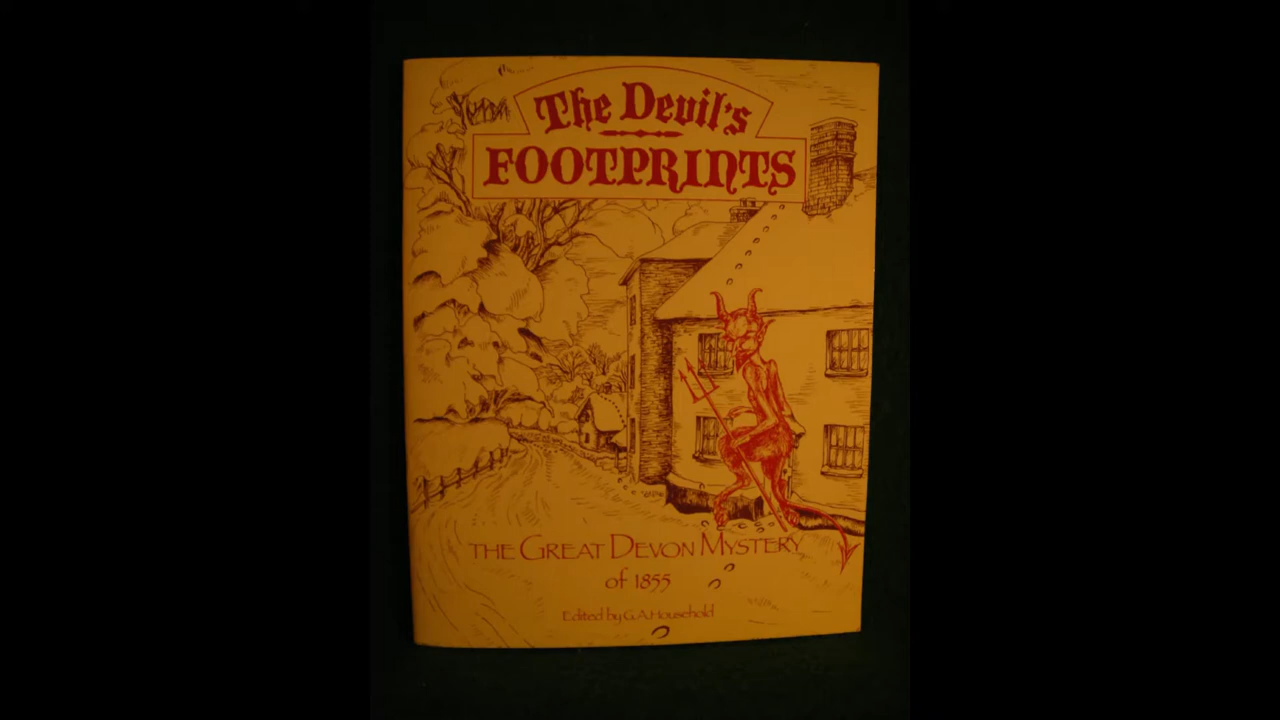 The Devil's
FOOTPRINTS
THE GREAT DEVON MYSTERY
of 1855
Edited by G.A. Household